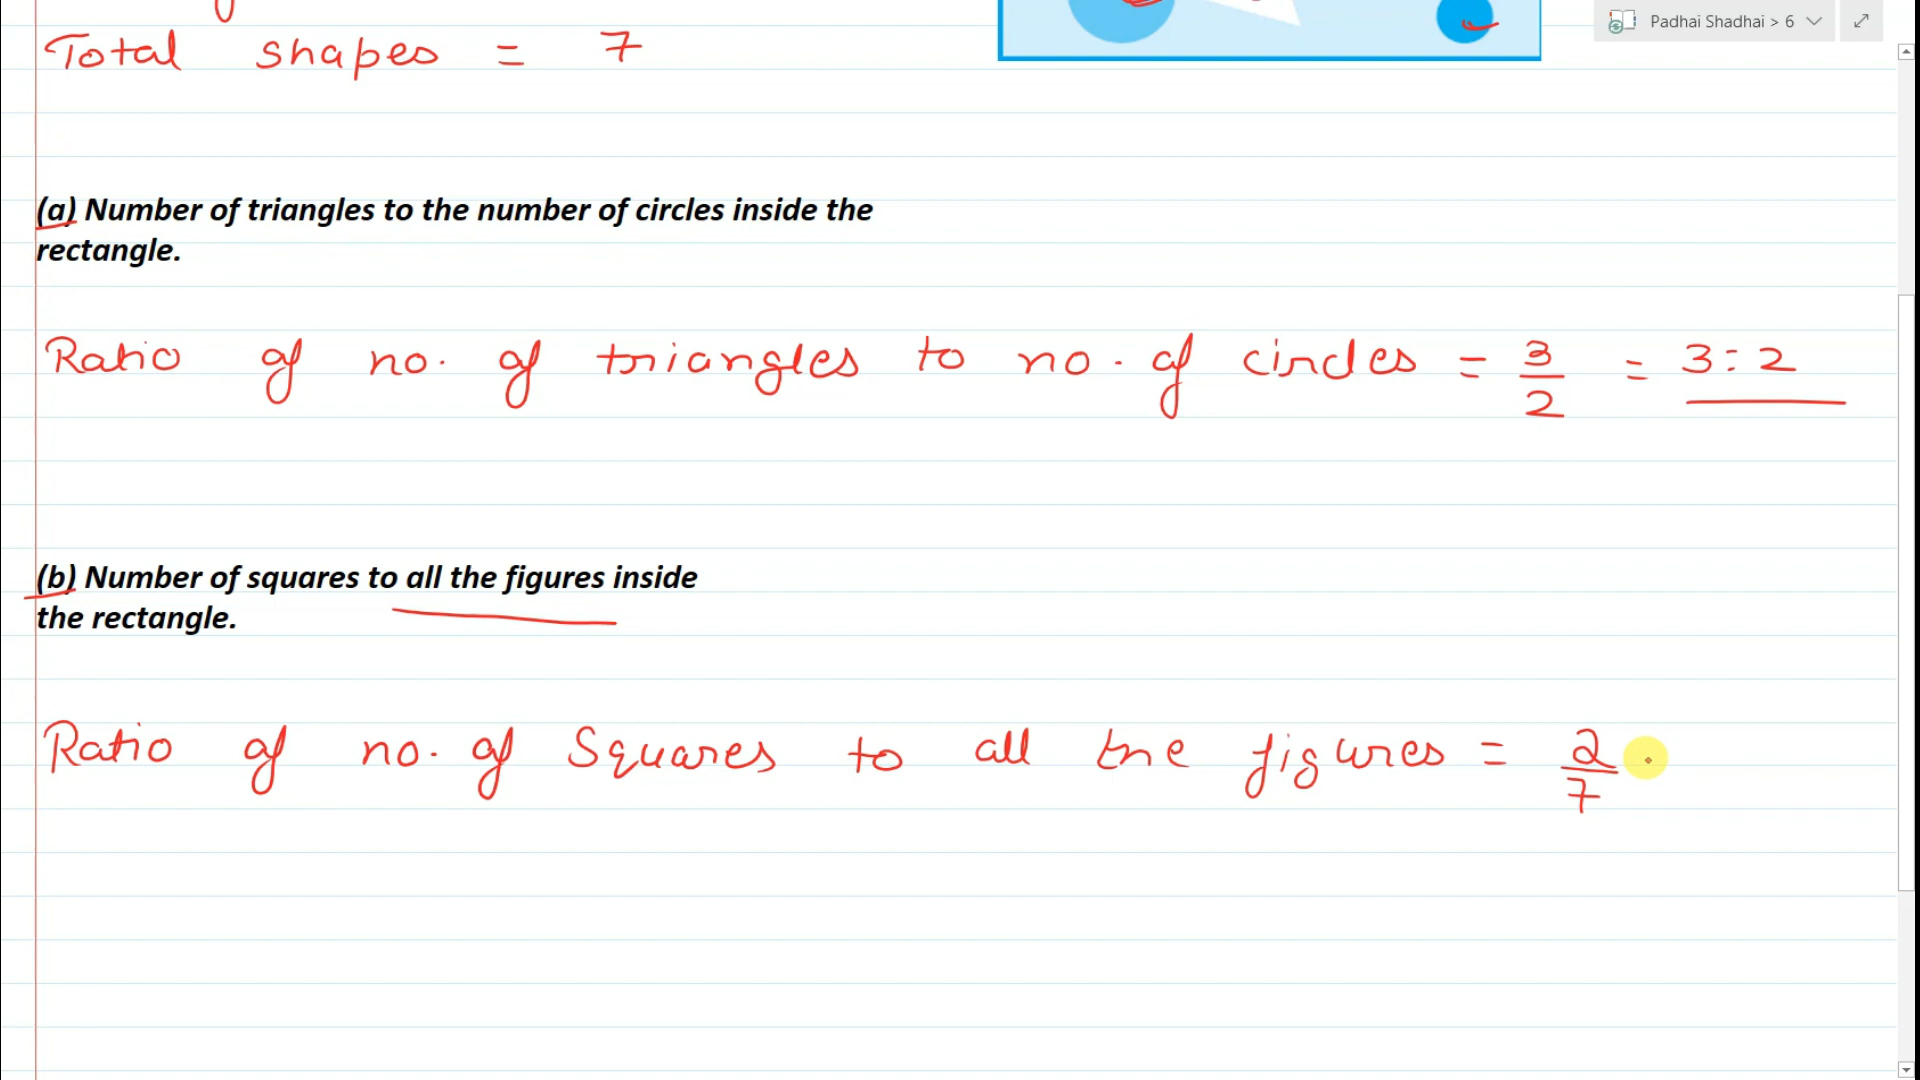 Padhai Shadhai > 6
Total shapes = 7
(a) Number of triangles to the number of circles inside the
rectangle.
Ratio of no. of triangles to no. of circles = 3/2 = 3:2
(b) Number of squares to all the figures inside
the rectangle.
Ratio of no. of Squares to all the figures = 2/7